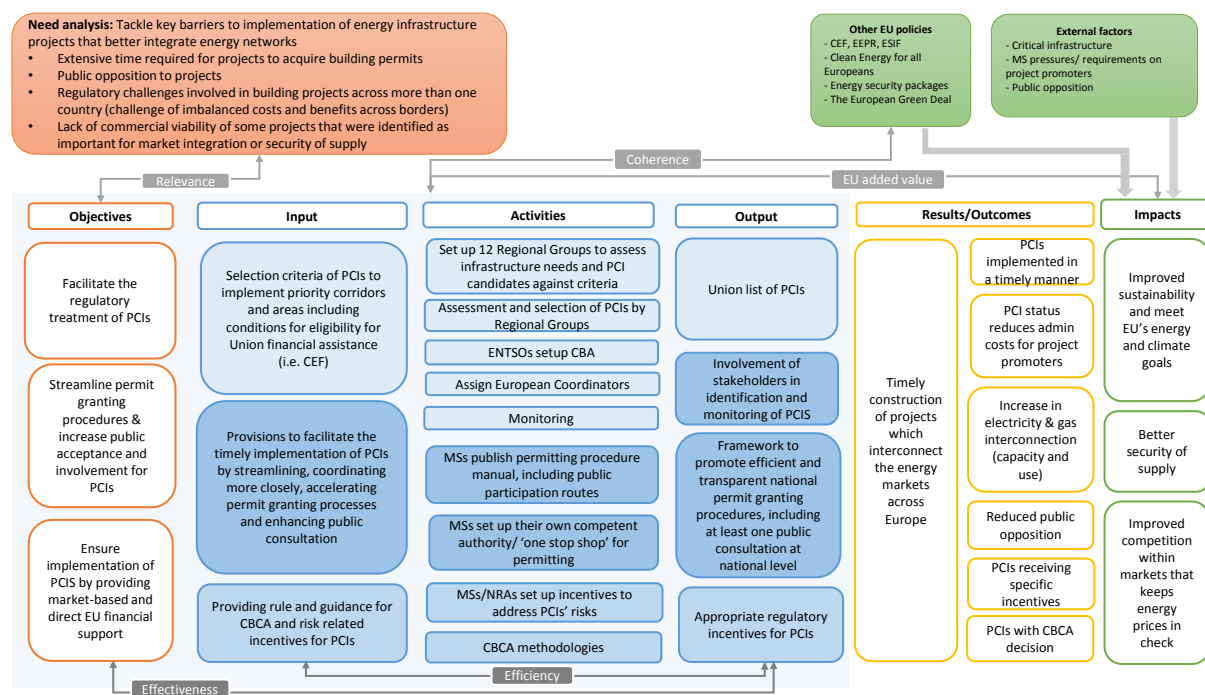 Need analysis: Tackle key barriers to implementation of energy infrastructure
projects that better integrate energy networks
• Extensive time required for projects to acquire building permits
• Public opposition to projects
• Regulatory challenges involved in building projects across more than one
country (challenge of imbalanced costs and benefits across borders)
• Lack of commercial viability of some projects that were identified as
important for market integration or security of supply
Other EU policies
- CEF, EEPR, ESIF
- Clean Energy for all
Europeans
- Energy security packages
- The European Green Deal
External factors
- Critical infrastructure
- MS pressures/ requirements on
project promoters
- Public opposition
Relevance
Coherence
EU added value
Objectives
Facilitate the
regulatory
treatment of PCIs
Streamline permit
granting
procedures &
increase public
acceptance and
involvement for
PCIs
Ensure
implementation of
PCIS by providing
market-based and
direct EU financial
support
Input
Selection criteria of PCIs to
implement priority corridors
and areas including
conditions for eligibility for
Union financial assistance
(i.e. CEF)
Provisions to facilitate the
timely implementation of PCIs
by streamlining, coordinating
more closely, accelerating
permit granting processes
and enhancing public
consultation
Providing rule and guidance for
CBCA and risk related
incentives for PCIs
Activities
Set up 12 Regional Groups to assess
infrastructure needs and PCI
candidates against criteria
Assessment and selection of PCIs by
Regional Groups
ENTSOs setup CBA
Assign European Coordinators
Monitoring
MSs publish permitting procedure
manual, including public
participation routes
MSs set up their own competent
authority/ ‘one stop shop’ for
permitting
MSs/NRAs set up incentives to
address PCIs’ risks
CBCA methodologies
Output
Union list of PCIs
Involvement of
stakeholders in
identification and
monitoring of PCIS
Framework to
promote efficient and
transparent national
permit granting
procedures, including
at least one public
consultation at
national level
Appropriate regulatory
incentives for PCIs
Results/Outcomes
Timely
construction
of projects
which
interconnect
the energy
markets
across
Europe
PCIs
implemented in
a timely manner
PCI status
reduces admin
costs for project
promoters
Increase in
electricity & gas
interconnection
(capacity and
use)
Reduced public
opposition
PCIs receiving
specific
incentives
PCIs with CBCA
decision
Impacts
Improved
sustainability
and meet
EU’s energy
and climate
goals
Better
security of
supply
Improved
competition
within
markets that
keeps
energy
prices in
check
Efficiency
Effectiveness